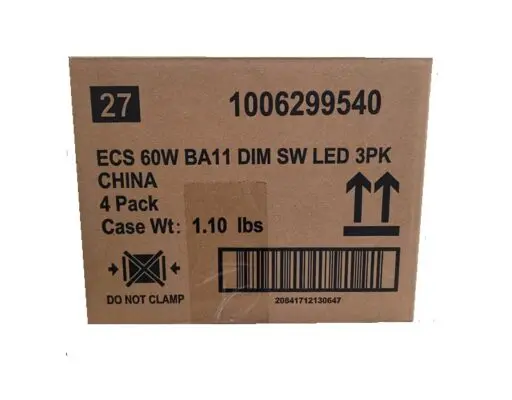 27
1006299540
ECS 60W BA11 DIM SW LED 3PK
CHINA
4 Pack
Case Wt: 1.10 lbs
DO NOT CLAMP
20841712130647